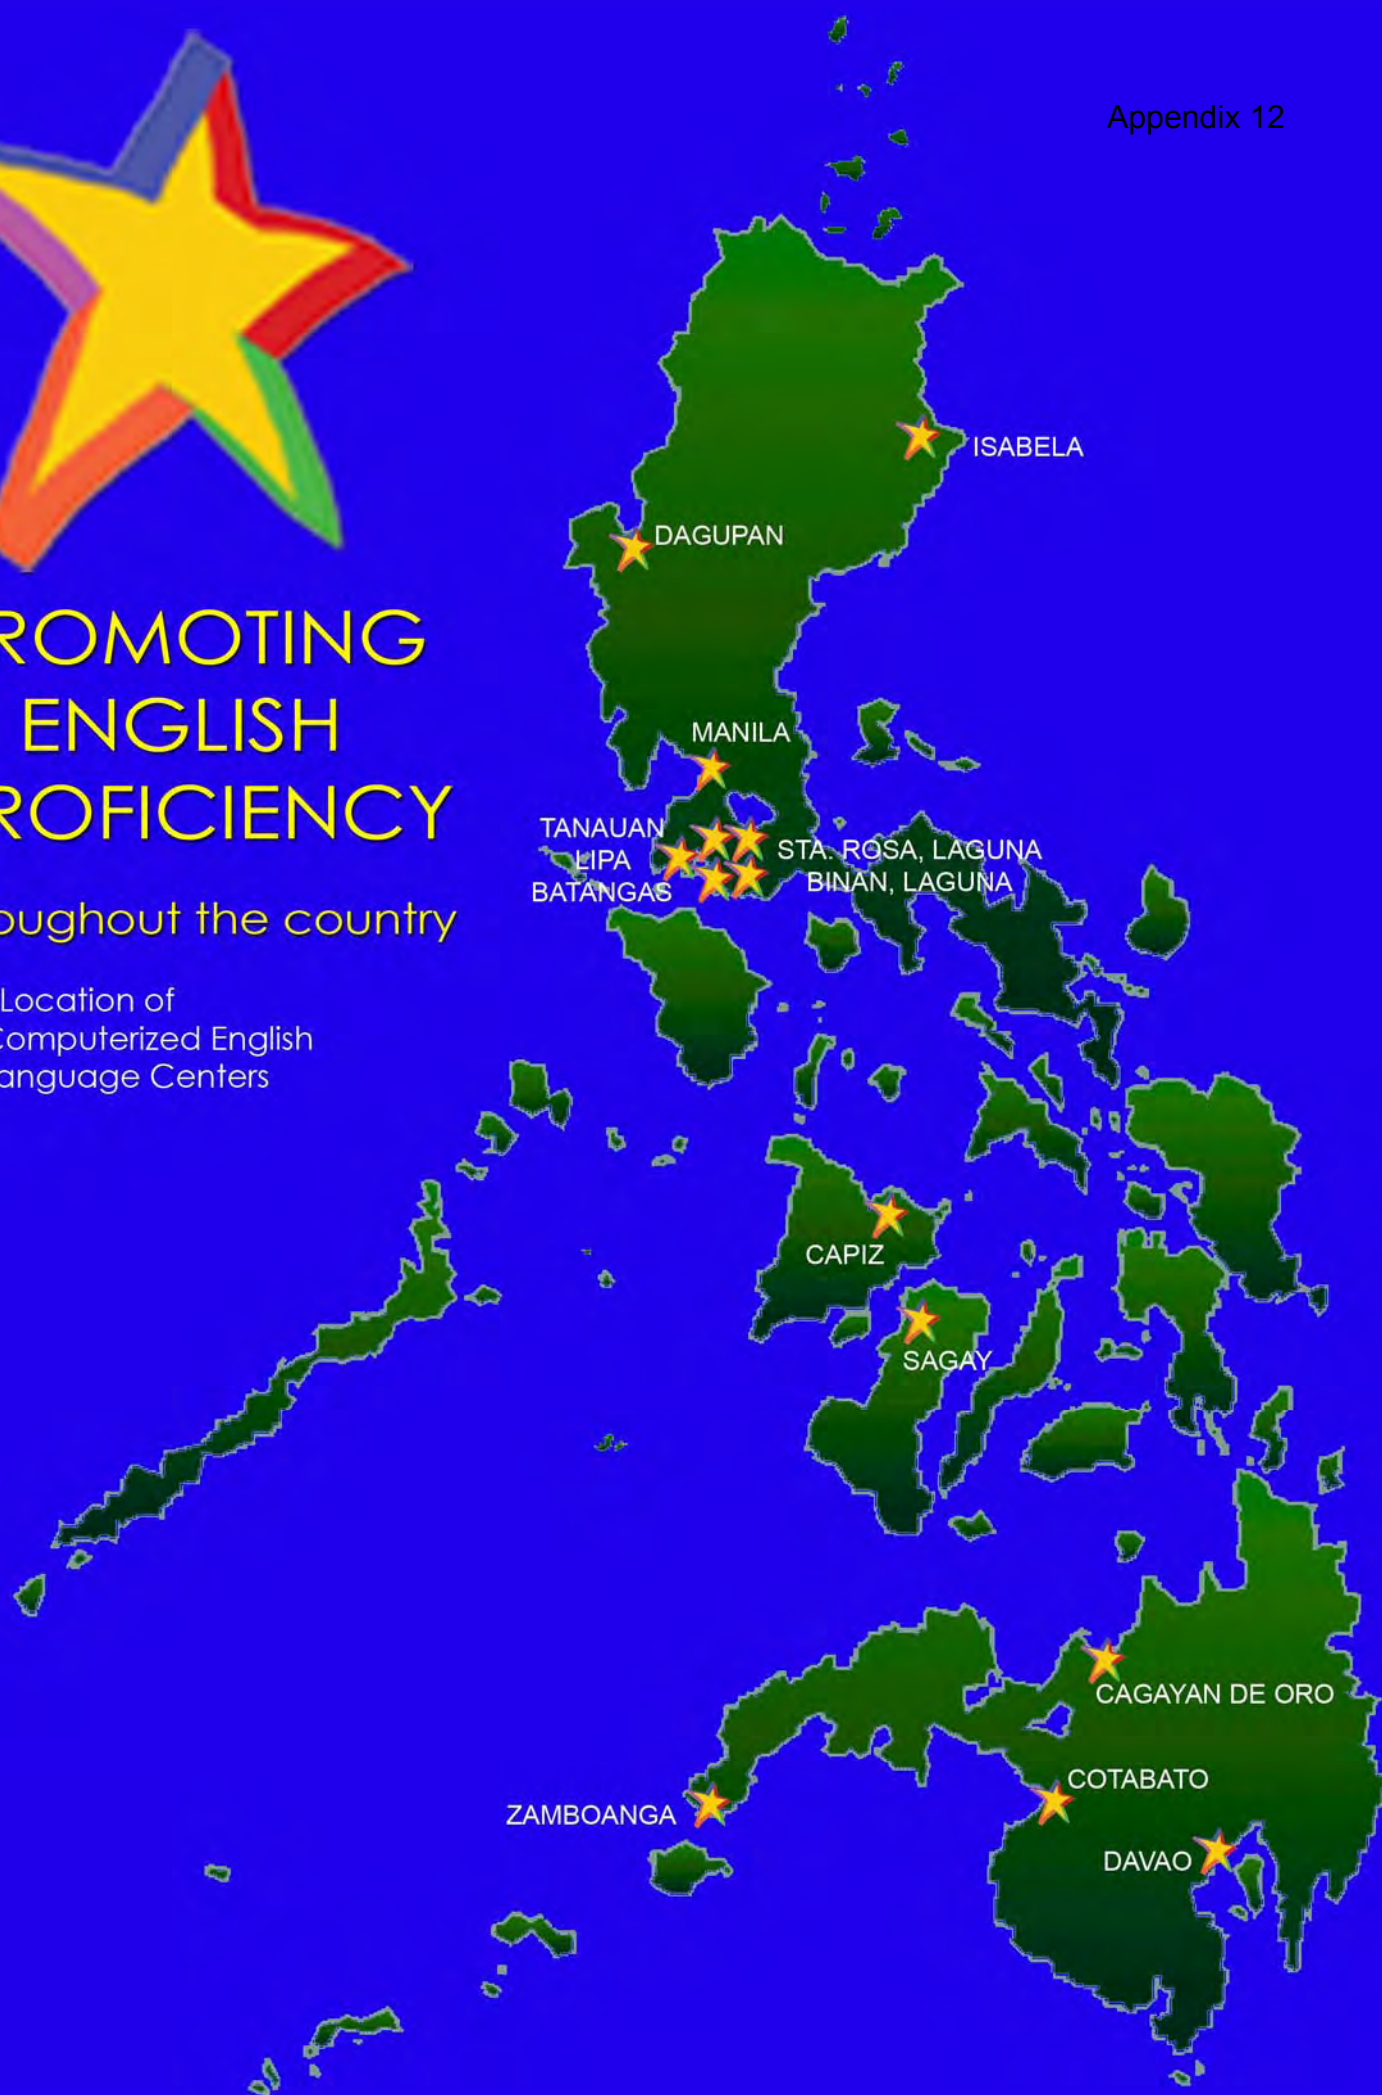 Appendix 12
ROMOTING
ENGLISH
ROFICIENCY
oughout the country
Location of
Computerized English
anguage Centers
ISABELA
DAGUPAN
MANILA
TANAUAN
LIPA
BATANGAS
STA. ROSA, LAGUNA
BINAN, LAGUNA
CAPIZ
SAGAY
CAGAYAN DE ORO
COTABATO
ZAMBOANGA
DAVAO